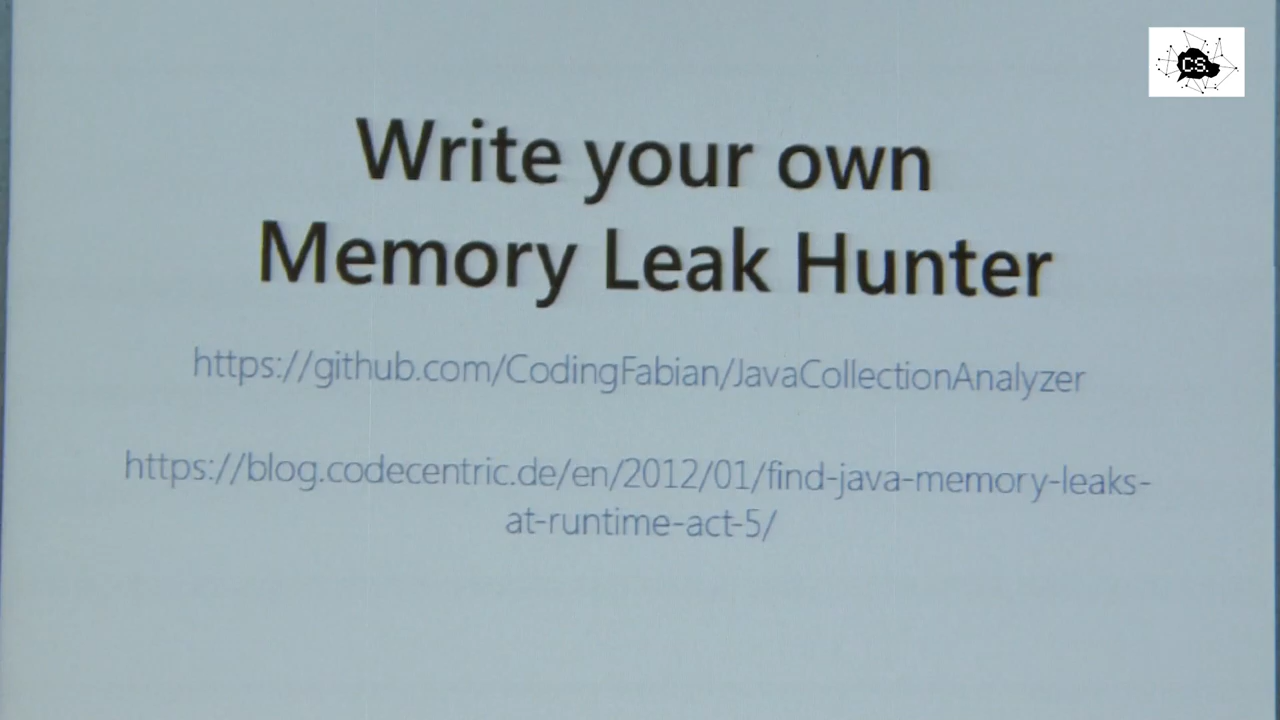 CS.
Write your own
Memory Leak Hunter
https://github.com/CodingFabian/JavaCollectionAnalyzer
https://blog.codecentric.de/en/2012/01/find-java-memory-leaks-
at-runtime-act-5/